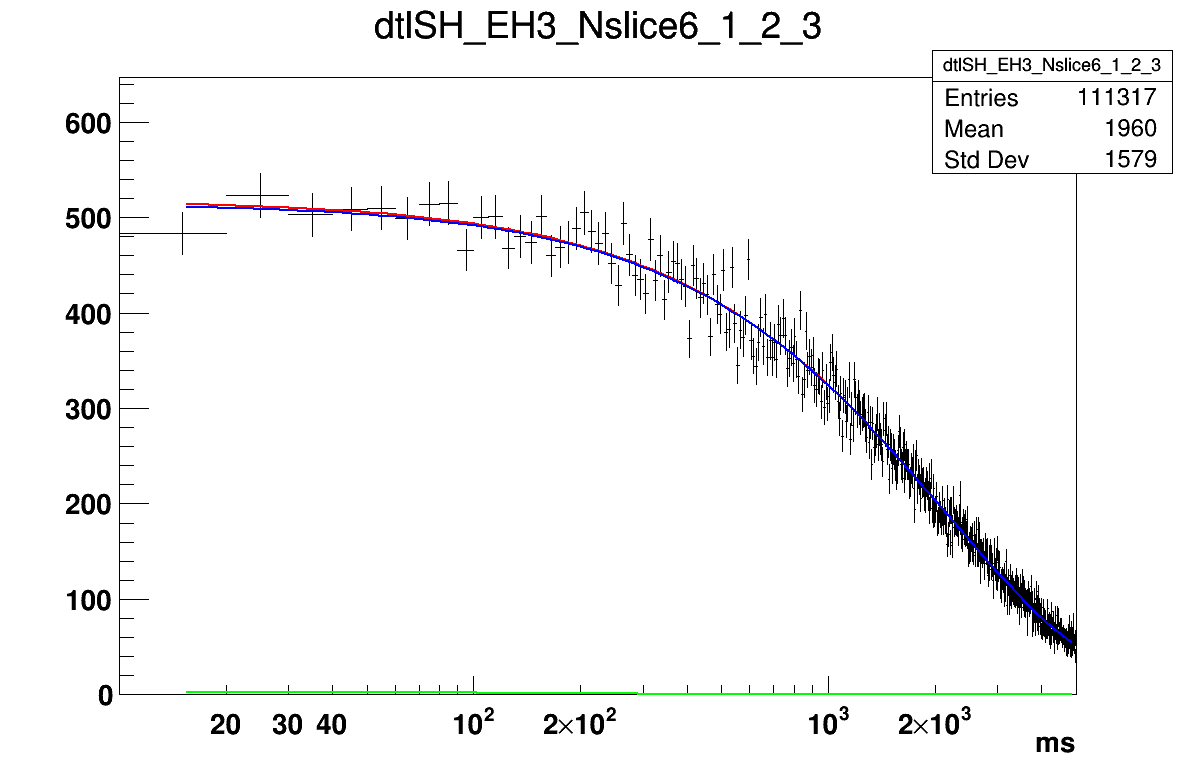 dtlSH_EH3_Nslice6_1_2_3
dtlSH_EH3_Nslice6_1_2_3
Entries 111317
Mean 1960
Std Dev 1579
600
500
400
300
200
100
0
20 30 40 10² 2×10² 10³ 2×10³
ms